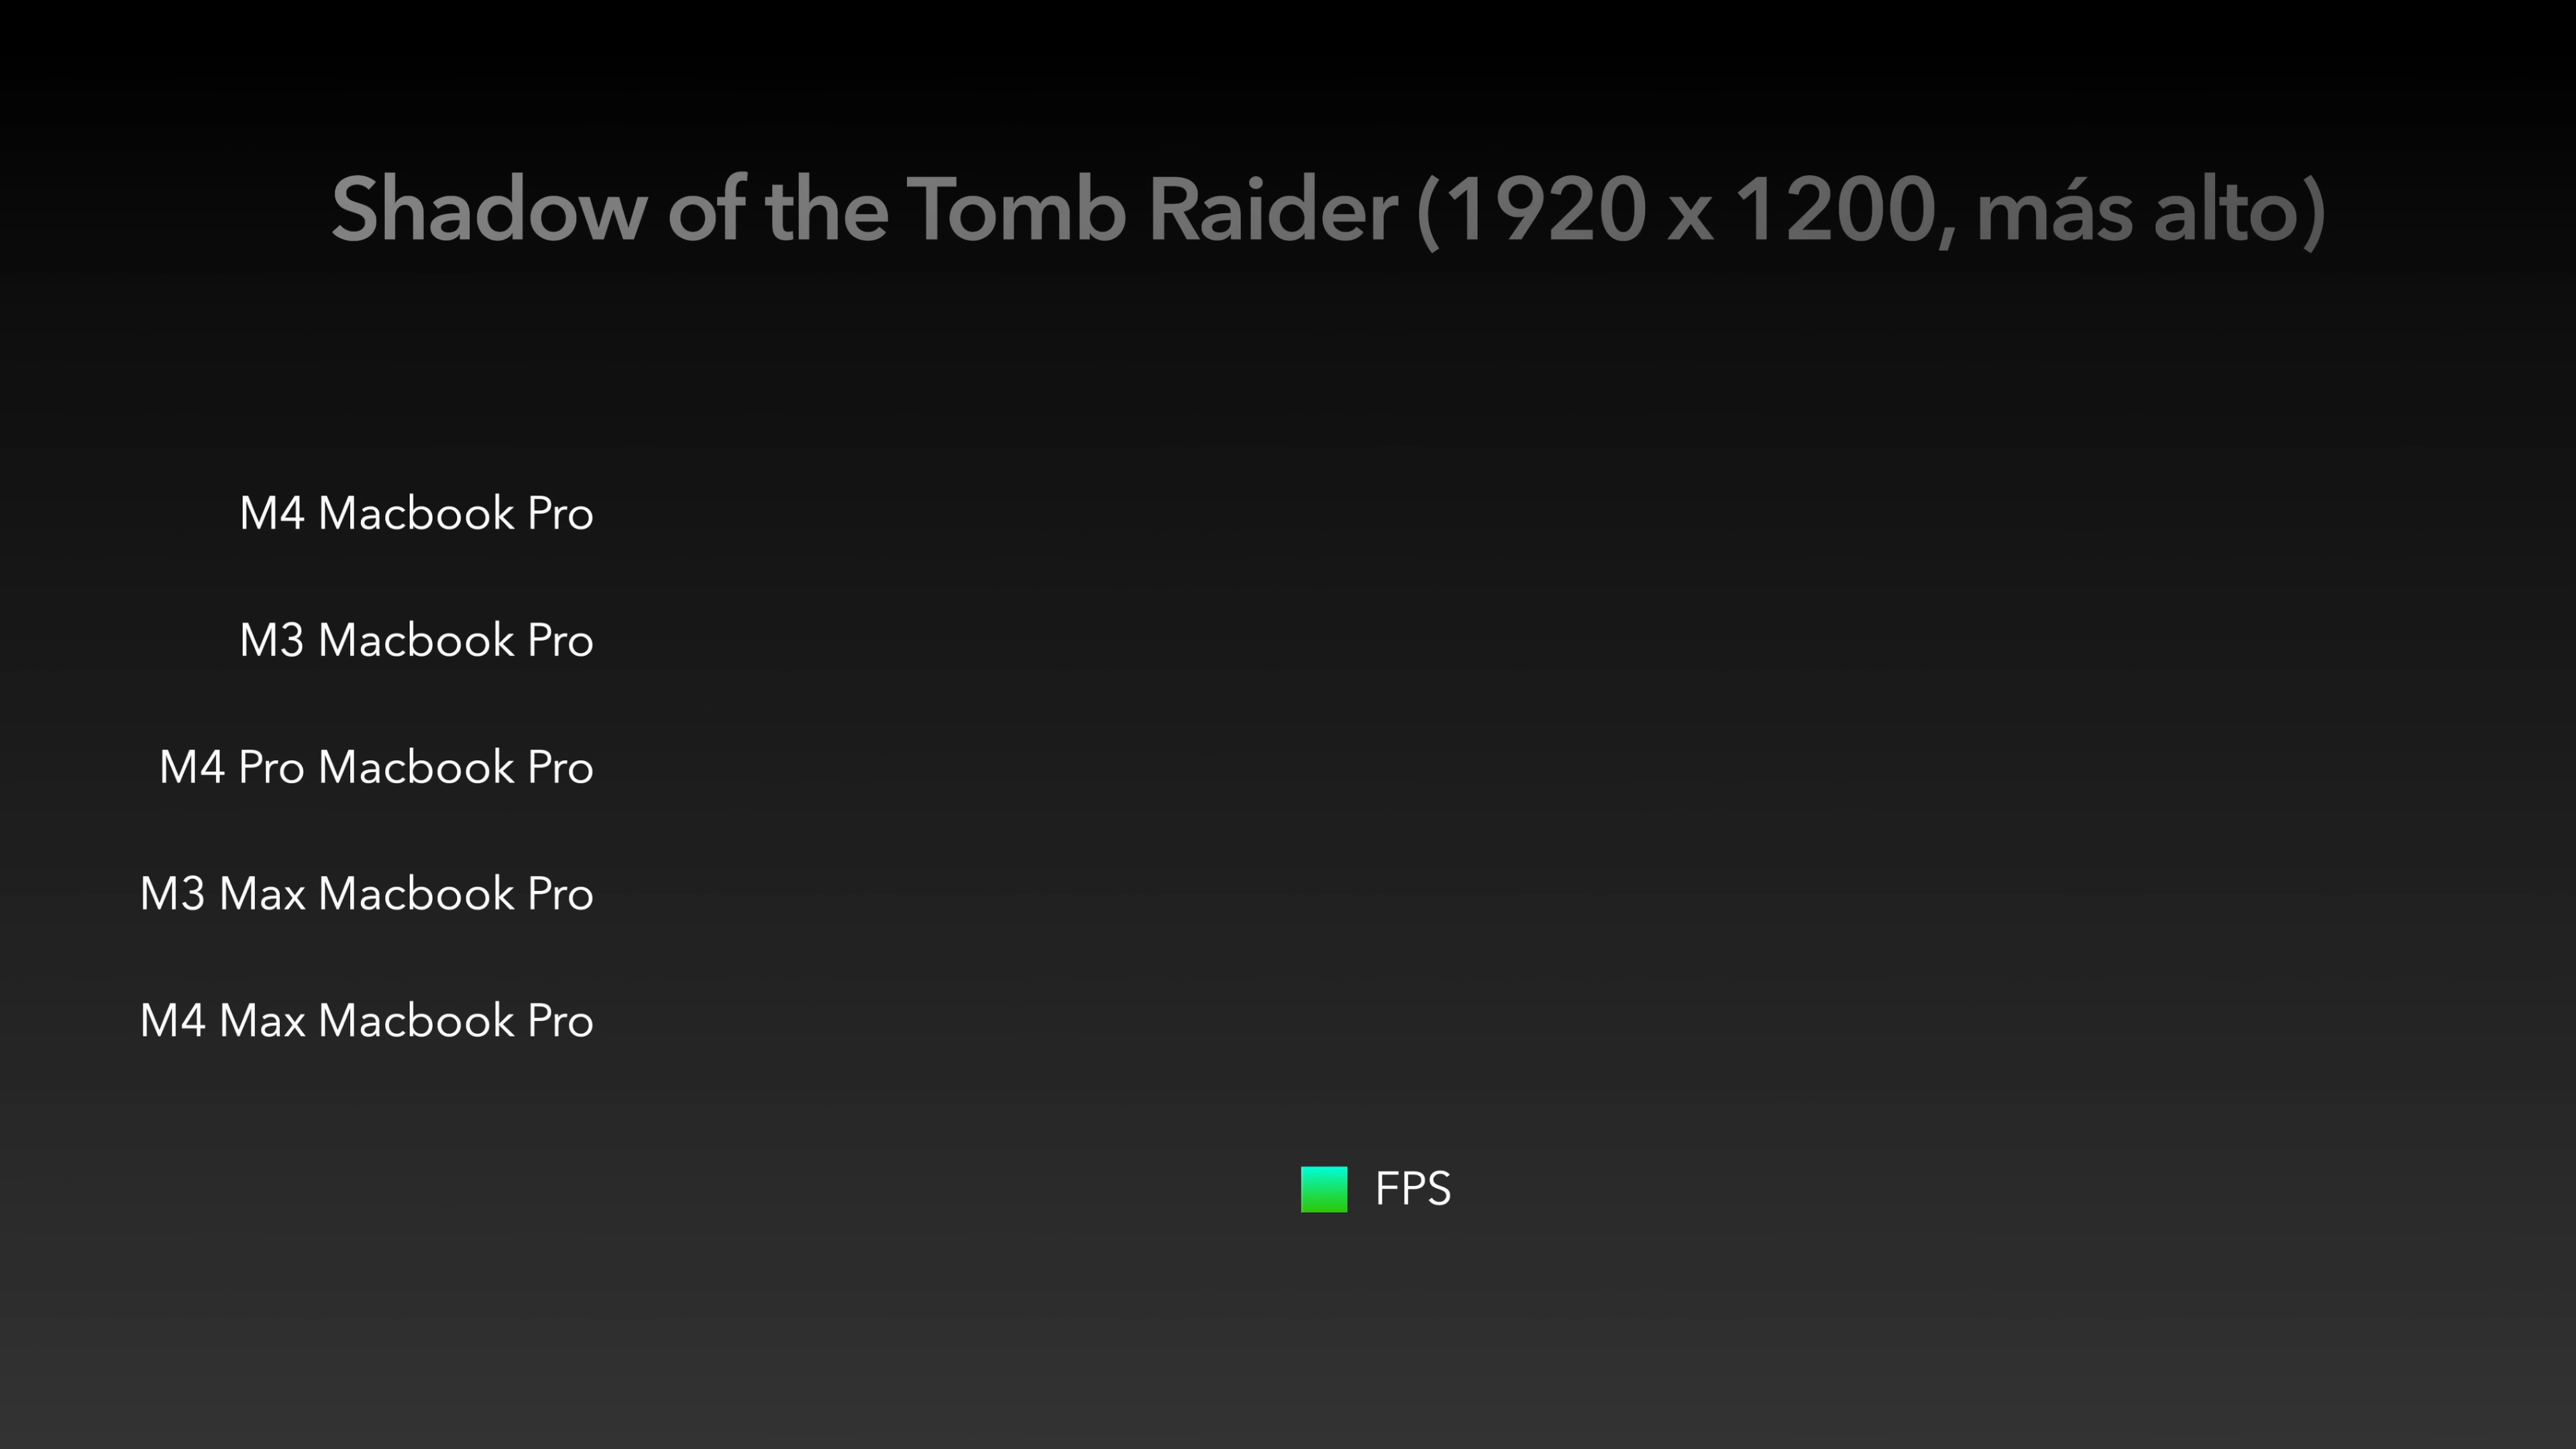 Shadow of the Tomb Raider (1920 x 1200, más alto)
M4 Macbook Pro
M3 Macbook Pro
M4 Pro Macbook Pro
M3 Max Macbook Pro
M4 Max Macbook Pro
FPS